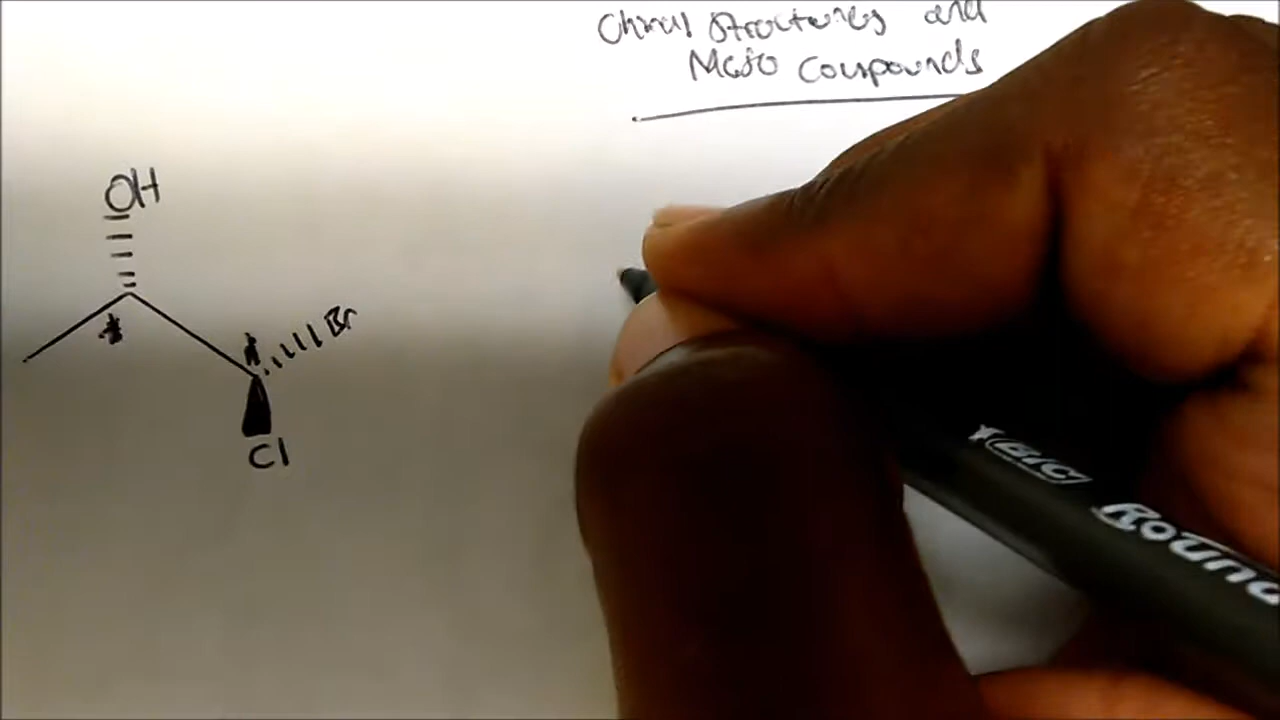 Chiral Structures and
Meso Compounds
OH
Br
Cl
BIC Round